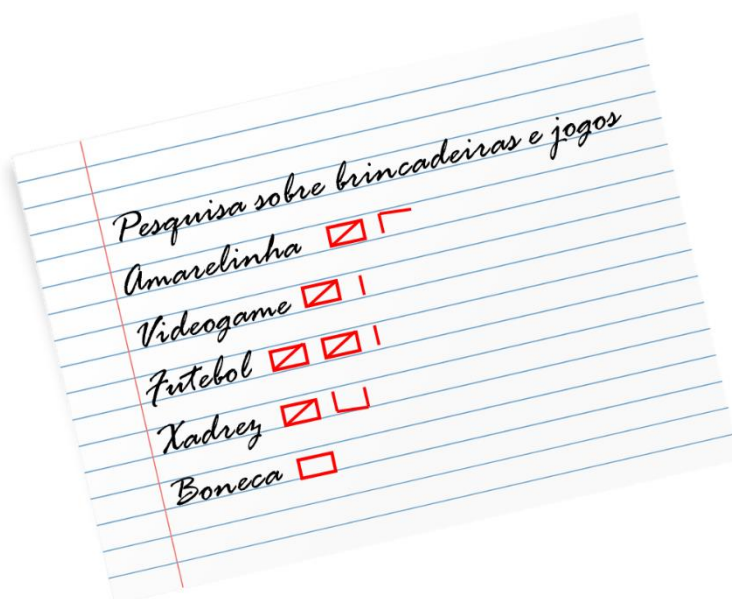 Pesquisa sobre brincadeiras e jogos
Amarelinha
Videogame
Futebol
Xadrez
Boneca